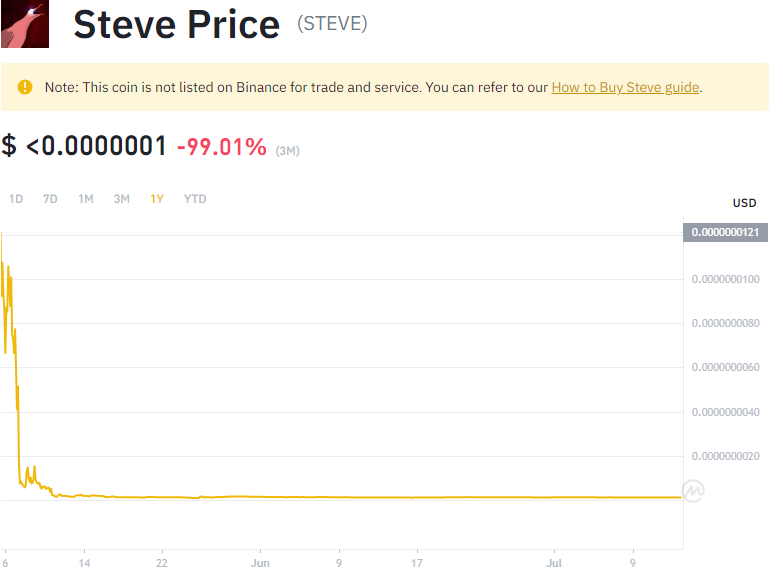 Steve Price (STEVE)
Note: This coin is not listed on Binance for trade and service. You can refer to our How to Buy Steve guide.
$ <0.0000001 -99.01% (3M)
1D 7D 1M 3M 1Y YTD
USD
0.0000000121
0.0000000100
0.0000000080
0.0000000060
0.0000000040
0.0000000020
6 14 22 Jun 9 17 Jul 9